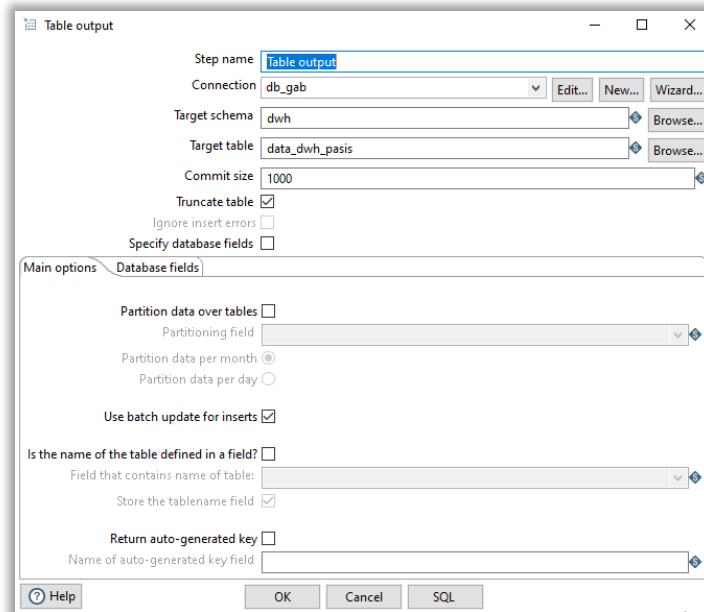 Table output
Step name Table output
Connection db_gab Edit... New... Wizard...
Target schema dwh Browse...
Target table data_dwh_pasis Browse...
Commit size 1000
Truncate table
Ignore insert errors
Specify database fields
Main options Database fields
Partition data over tables
Partitioning field
Partition data per month
Partition data per day
Use batch update for inserts
Is the name of the table defined in a field?
Field that contains name of table:
Store the tablename field
Return auto-generated key
Name of auto-generated key field
Help OK Cancel SQL